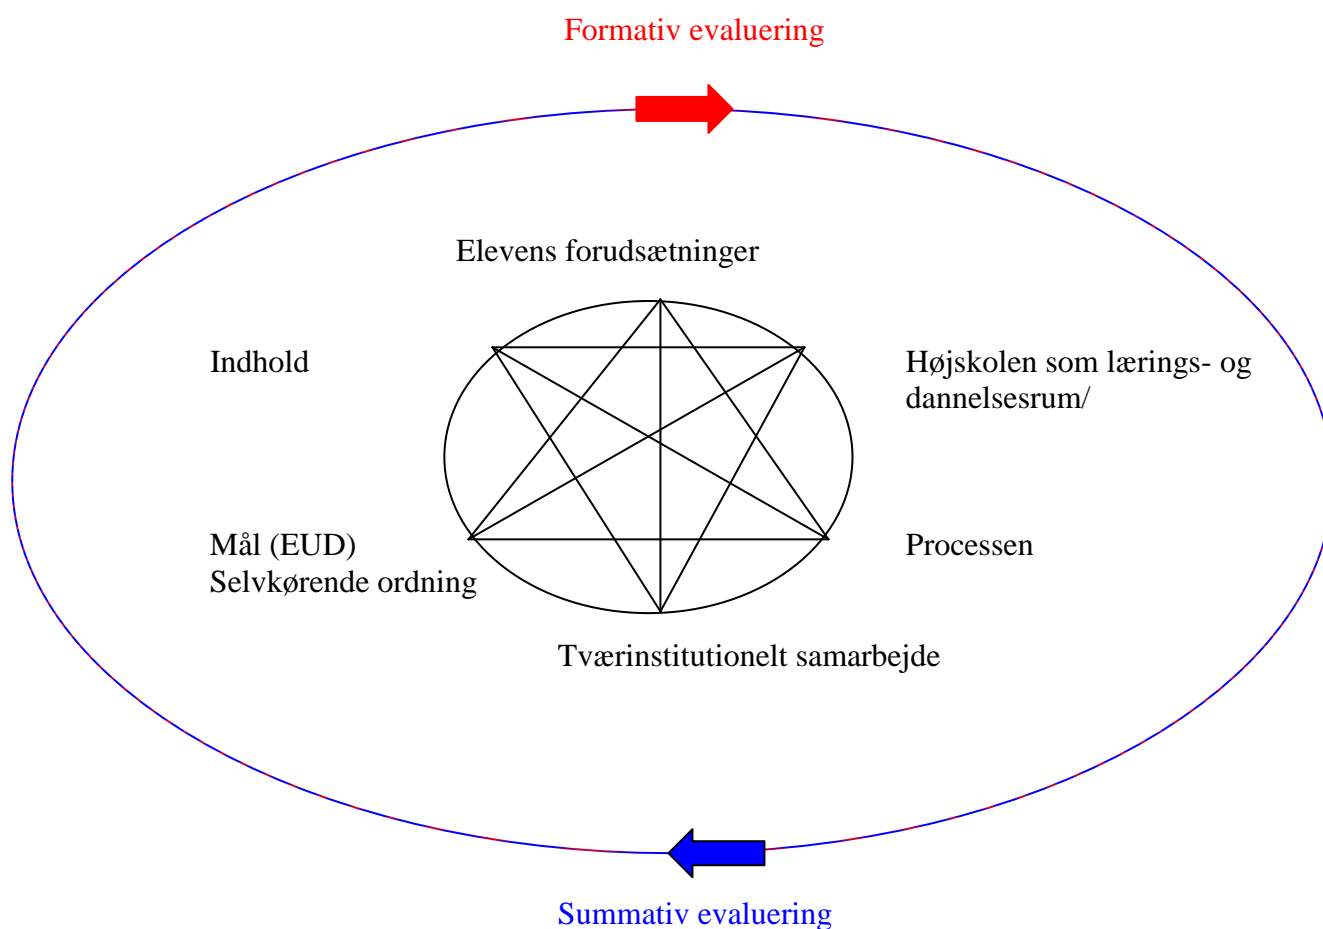 Formativ evaluering
Elevens forudsætninger
Indhold
Højskolen som lærings- og
dannelsesrum/
Mål (EUD)
Selvkørende ordning
Processen
Tværinstitutionelt samarbejde
Summativ evaluering